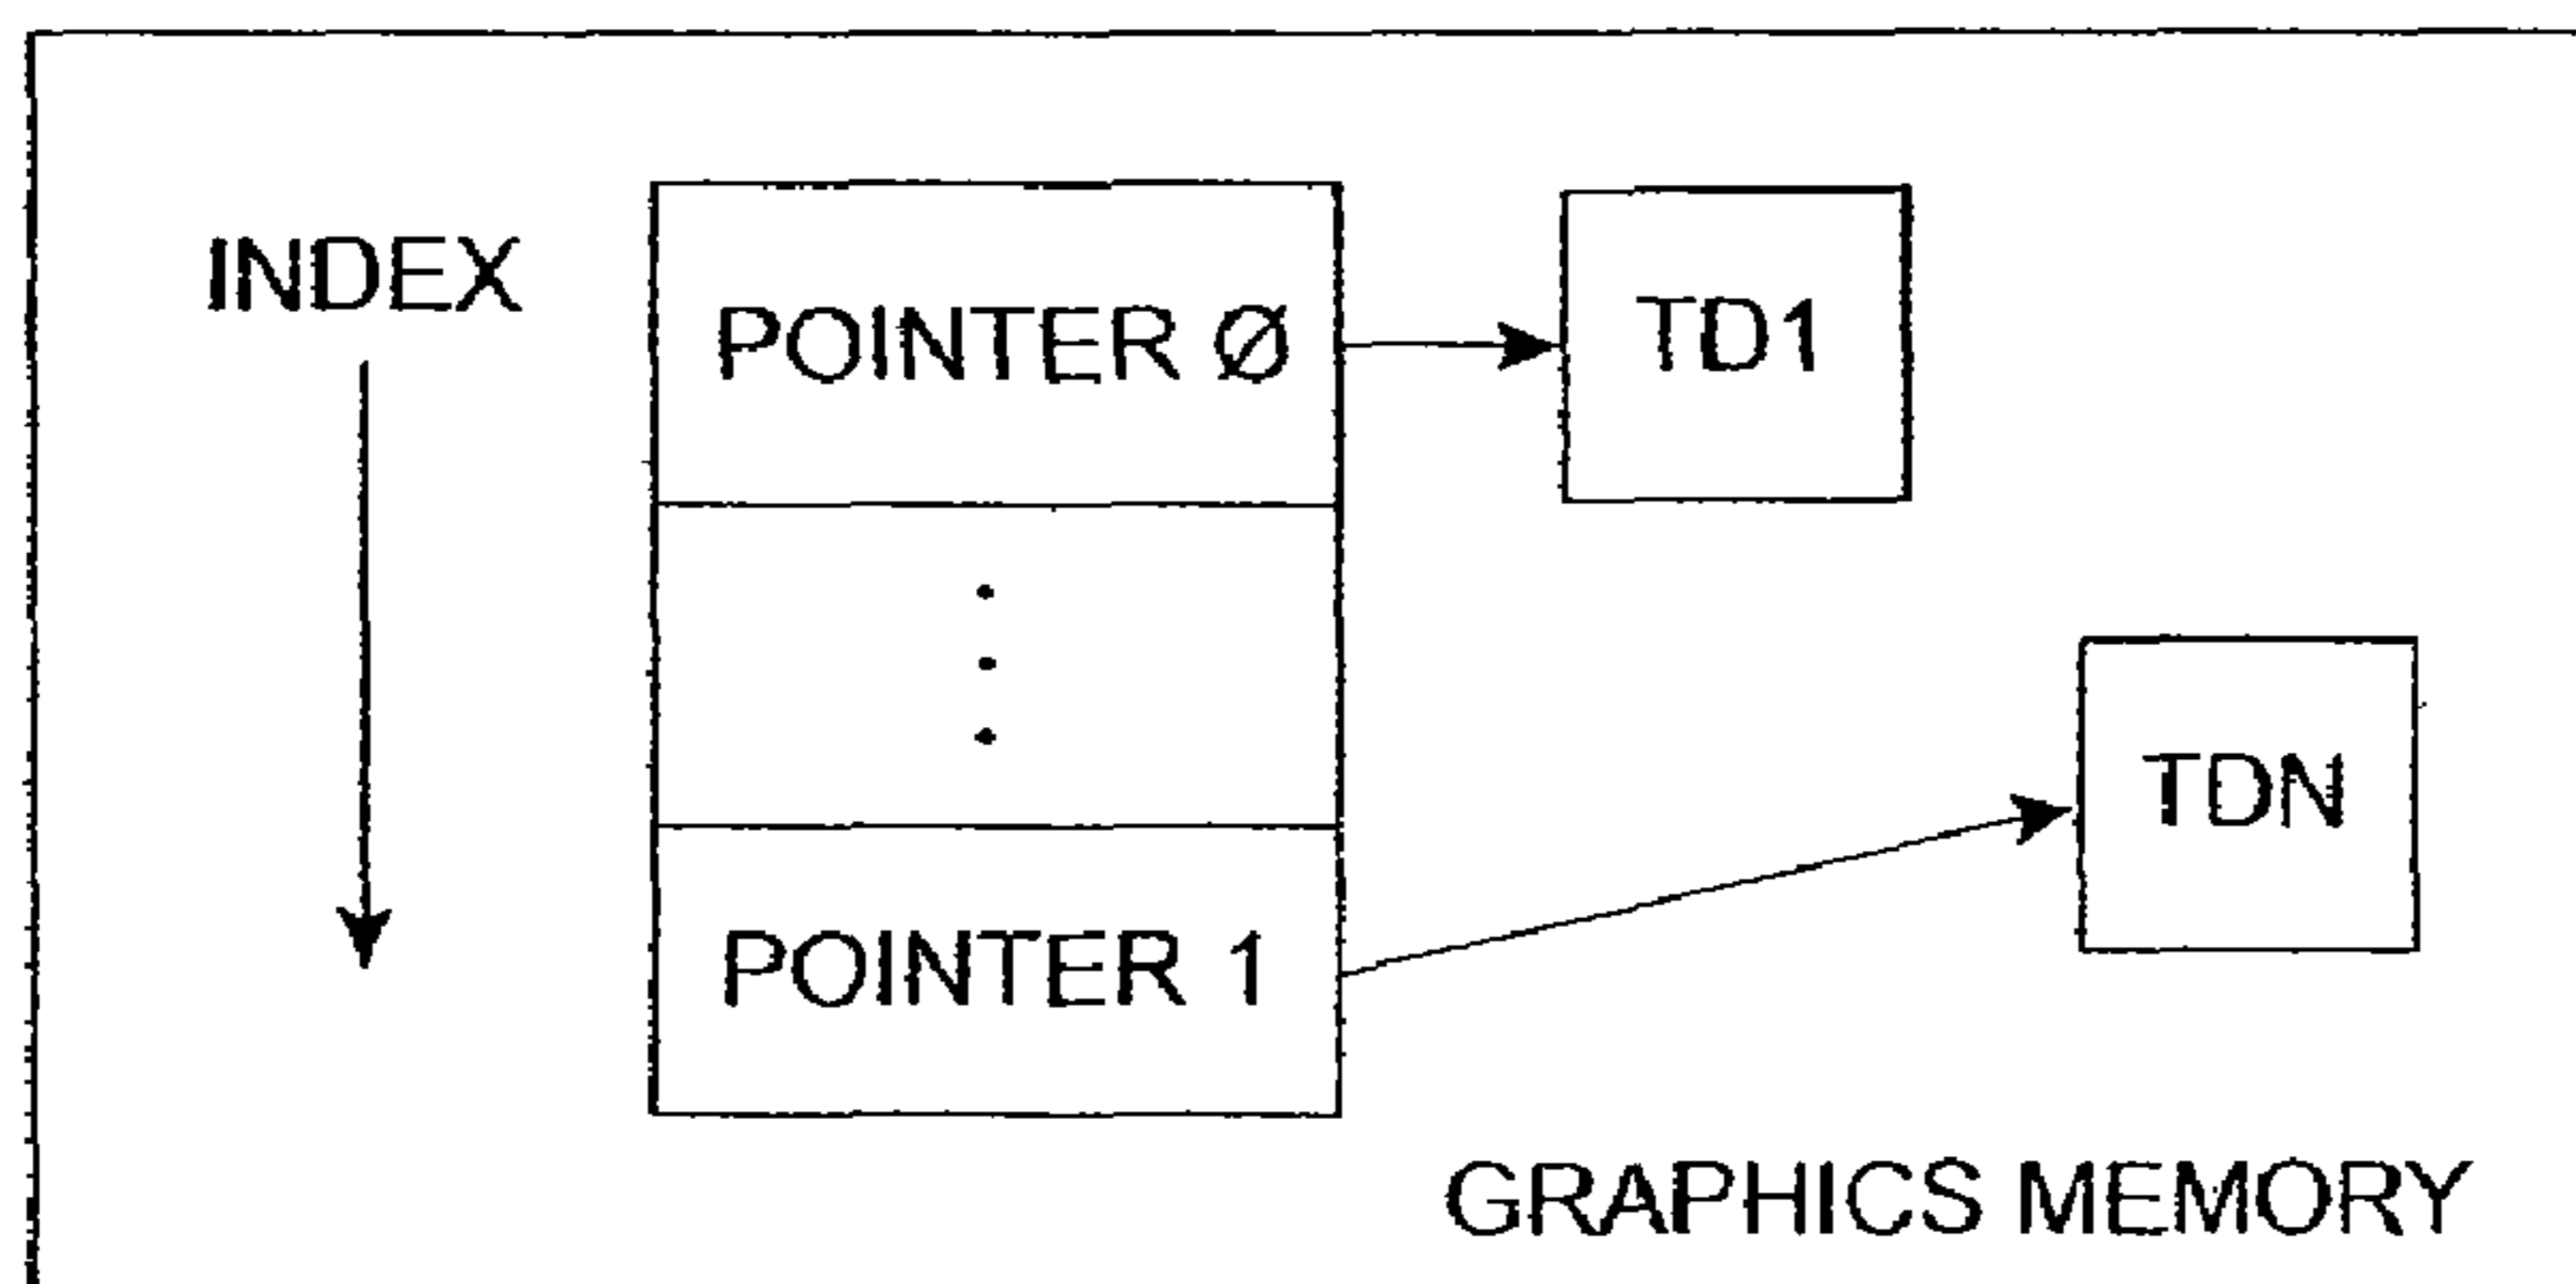 INDEX
POINTER Ø
TD1
TDN
POINTER 1
GRAPHICS MEMORY